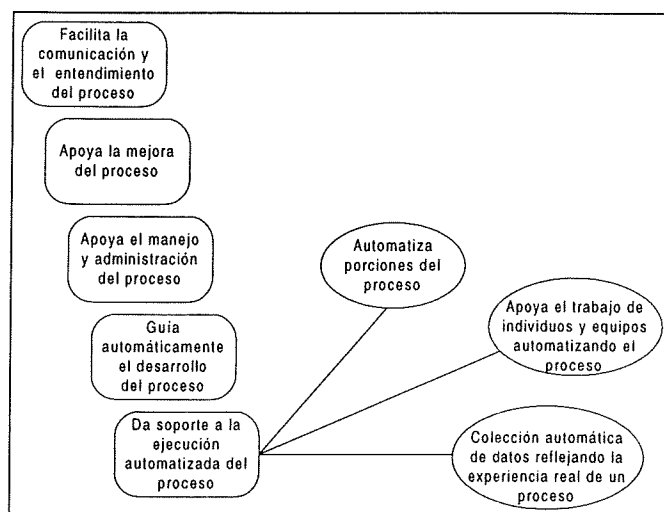 Facilita la
comunicación y
el entendimiento
del proceso
Apoya la mejora
del proceso
Apoya el manejo
y administración
del proceso
Guía
automáticamente
el desarrollo
del proceso
Da soporte a la
ejecución
automatizada del
proceso
Automatiza
porciones del
proceso
Apoya el trabajo de
individuos y equipos
automatizando el
proceso
Colección automática
de datos reflejando la
experiencia real de un
proceso